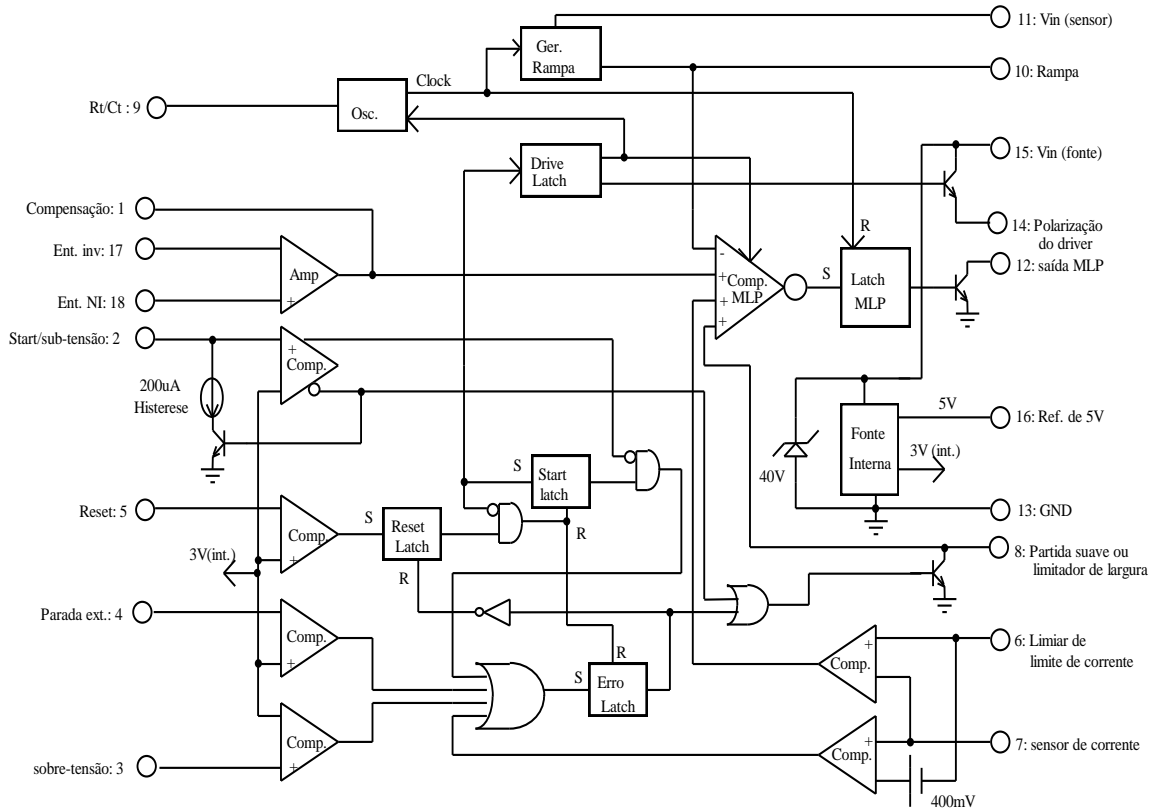 11: Vin (sensor)
Ger.
Rampa
10: Rampa
Clock
Rt/Ct : 9
Osc.
15: Vin (fonte)
Drive
Latch
Compensação: 1
14: Polarização
do driver
R
Ent. inv: 17
12: saída MLP
Amp
-
+
+
+
Comp.
MLP
S
Latch
MLP
Ent. NI: 18
+
Start/sub-tensão: 2
+
Comp.
200uA
Histerese
5V
16: Ref. de 5V
Fonte
Interna
3V (int.)
40V
S
Start
latch
R
13: GND
Reset: 5
Comp.
+
S
Reset
Latch
R
3V(int.)
8: Partida suave ou
limitador de largura
Parada ext.: 4
Comp.
+
6: Limiar de
limite de corrente
+
-
Comp.
R
S
Erro
Latch
Comp.
+
sobre-tensão: 3
+
-
Comp.
7: sensor de corrente
400mV